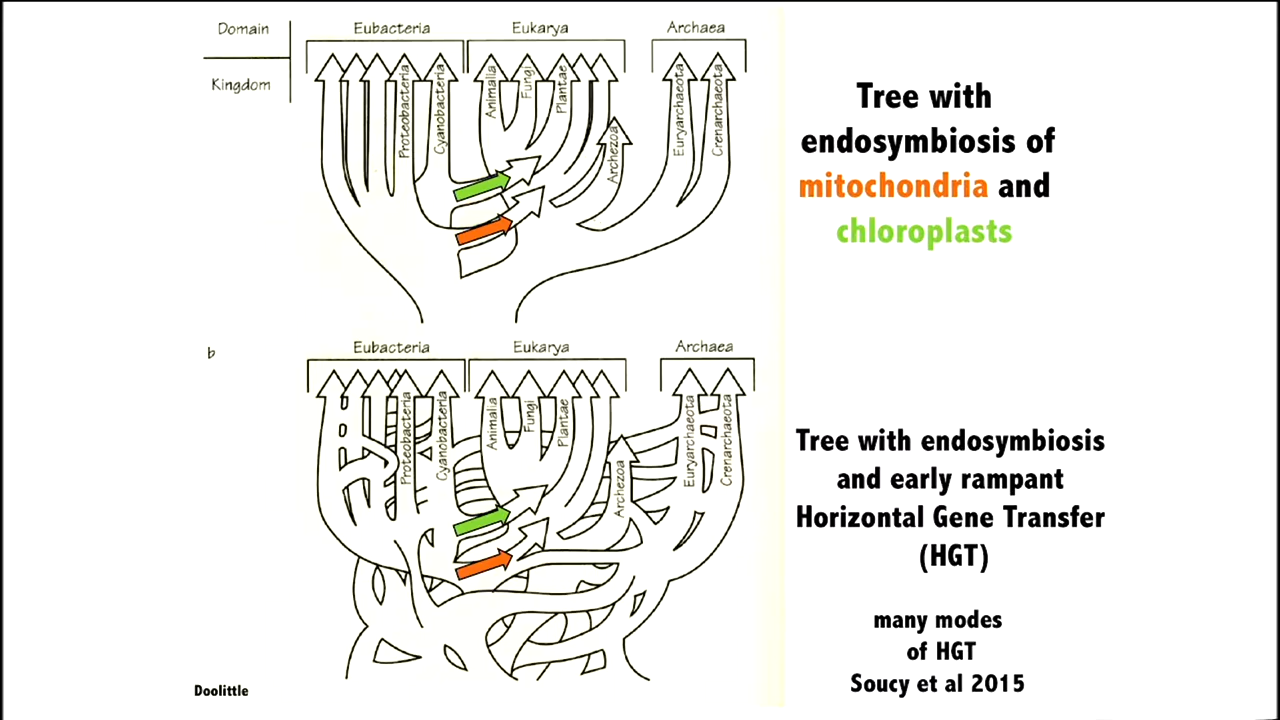 Domain
Eubacteria
Eukarya
Archaea
Kingdom
Proteobacteria
Cyanobacteria
Animalia
Fungi
Plantae
Archezoa
Euryarchaeota
Crenarchaeota
Tree with
endosymbiosis of
mitochondria and
chloroplasts
b
Eubacteria
Eukarya
Archaea
Proteobacteria
Cyanobacteria
Animalia
Fungi
Plantae
Archezoa
Euryarchaeota
Crenarchaeota
Tree with endosymbiosis
and early rampant
Horizontal Gene Transfer
(HGT)
many modes
of HGT
Soucy et al 2015
Doolittle